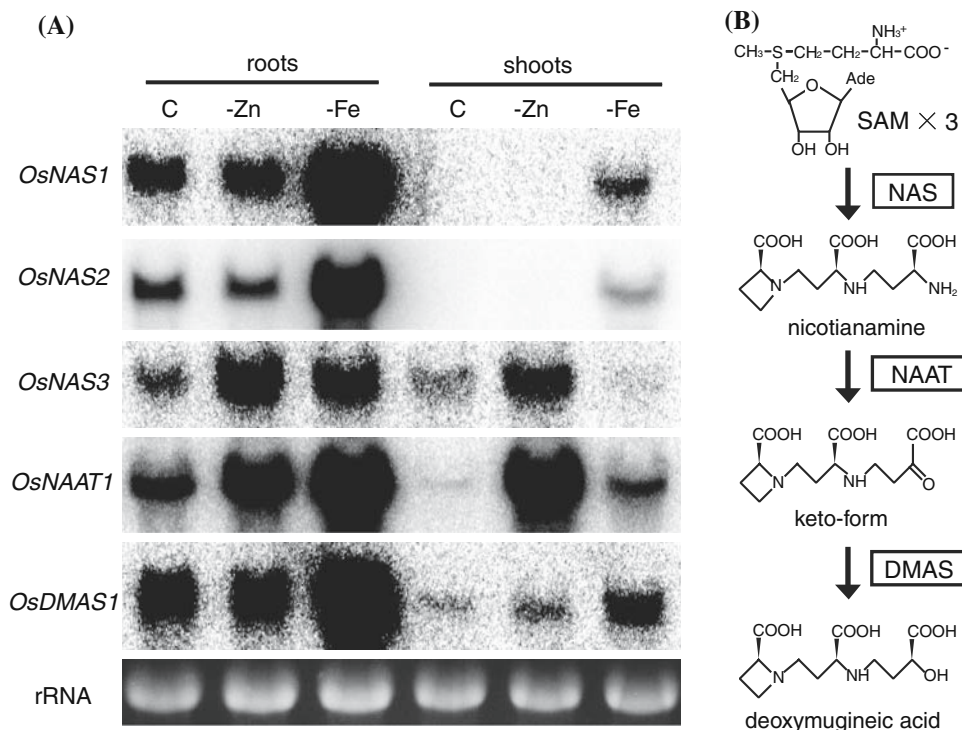 (A)
roots
shoots
C
-Zn
-Fe
C
-Zn
-Fe
OsNAS1
OsNAS2
OsNAS3
OsNAAT1
OsDMAS1
rRNA
(B)
NH₃⁺
CH₃-S-CH₂-CH₂-CH-COO⁻
CH₂
Ade
O
OH OH
SAM × 3
NAS
COOH COOH COOH
N NH NH₂
nicotianamine
NAAT
COOH COOH COOH
N NH O
keto-form
DMAS
COOH COOH COOH
N NH OH
deoxymugineic acid